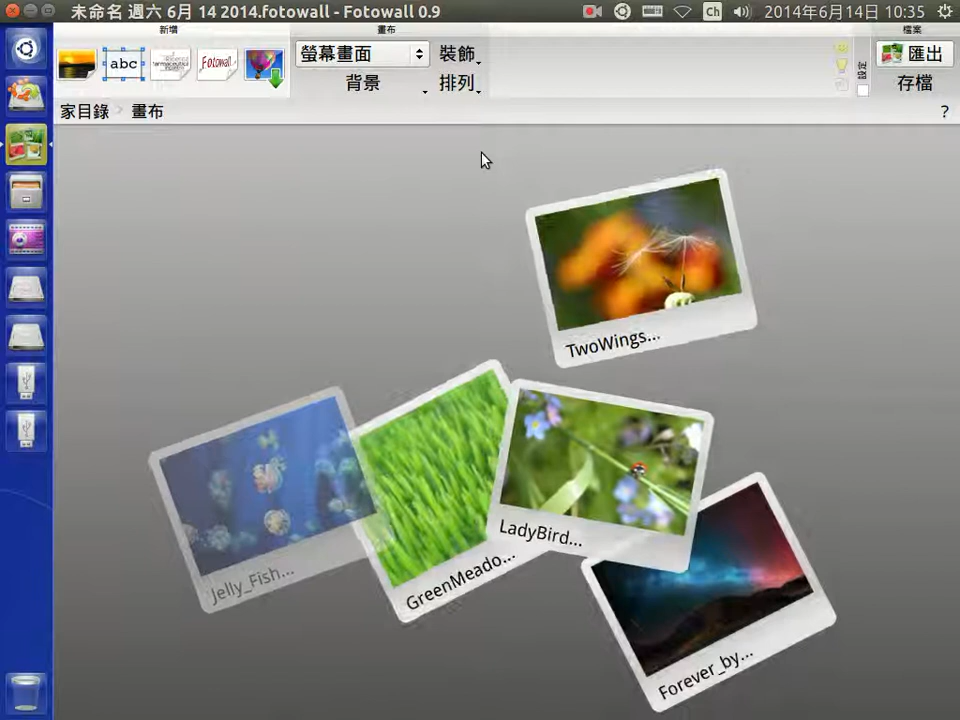 未命名 週六 6月 14 2014.fotowall - Fotowall 0.9
Ch
2014年6月14日 10:35
新增
畫布
檔案
abc
Fotowall
螢幕畫面
裝飾
背景
排列
設定
匯出
存檔
家目錄
畫布
?
TwoWings...
Jelly_Fish...
GreenMeado...
LadyBird...
Forever_by...